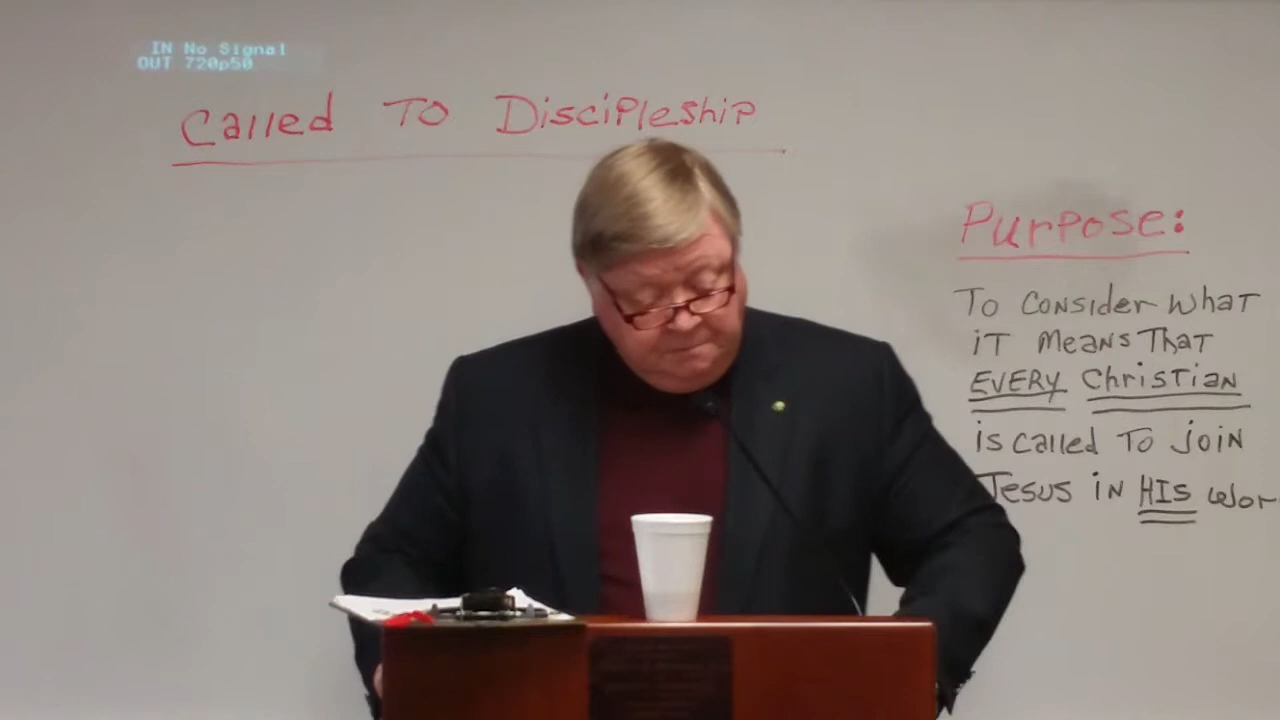 IN No Signal
OUT 720p50
Called To Discipleship
Purpose:
To Consider what
iT Means That
EVERY Christian
is called To join
Jesus iN HIS wor